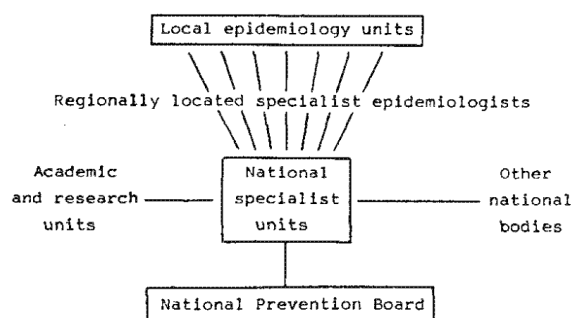 Local epidemiology units
Regionally located specialist epidemiologists
Academic
and research
units
National
specialist
units
Other
national
bodies
National Prevention Board